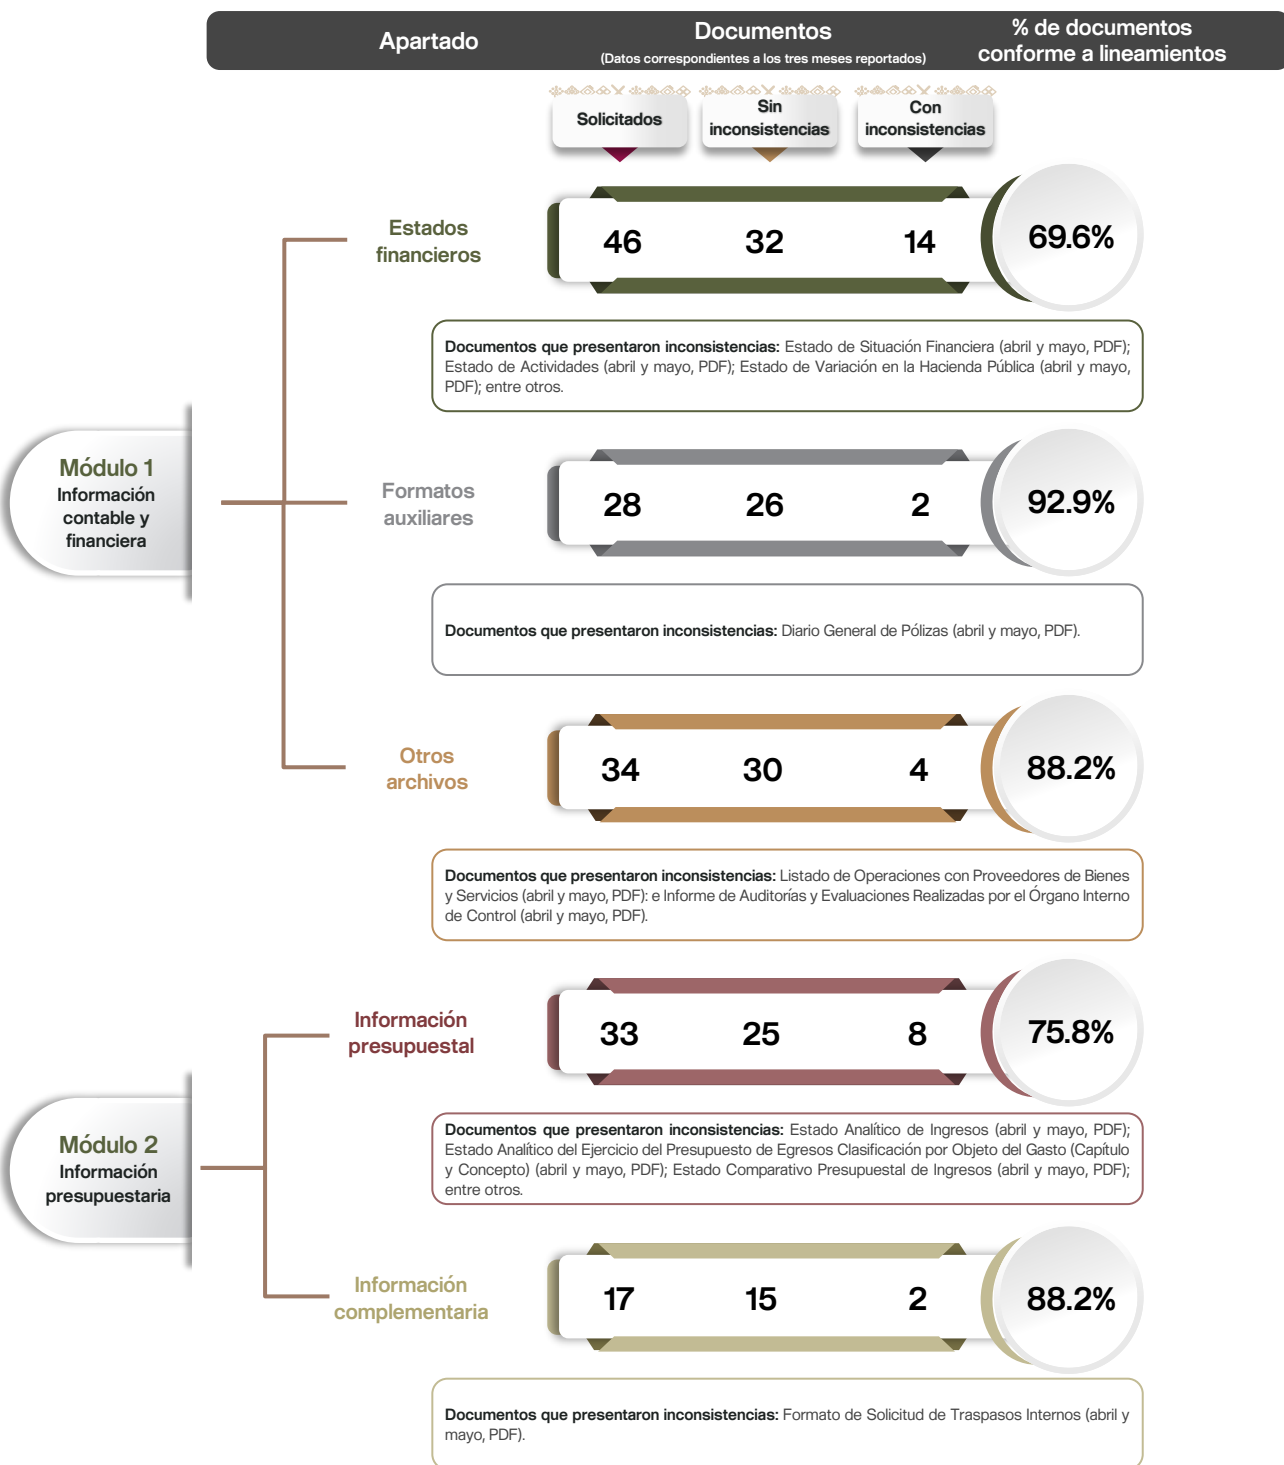 Apartado
Documentos
(Datos correspondientes a los tres meses reportados)
% de documentos
conforme a lineamientos
Solicitados
Sin
inconsistencias
Con
inconsistencias
Módulo 1
Información
contable y
financiera
Estados
financieros
46 32 14 69.6%
Documentos que presentaron inconsistencias: Estado de Situación Financiera (abril y mayo, PDF);
Estado de Actividades (abril y mayo, PDF); Estado de Variación en la Hacienda Pública (abril y mayo,
PDF); entre otros.
Formatos
auxiliares
28 26 2 92.9%
Documentos que presentaron inconsistencias: Diario General de Pólizas (abril y mayo, PDF).
Otros
archivos
34 30 4 88.2%
Documentos que presentaron inconsistencias: Listado de Operaciones con Proveedores de Bienes
y Servicios (abril y mayo, PDF): e Informe de Auditorías y Evaluaciones Realizadas por el Órgano Interno
de Control (abril y mayo, PDF).
Módulo 2
Información
presupuestaria
Información
presupuestal
33 25 8 75.8%
Documentos que presentaron inconsistencias: Estado Analítico de Ingresos (abril y mayo, PDF);
Estado Analítico del Ejercicio del Presupuesto de Egresos Clasificación por Objeto del Gasto (Capítulo
y Concepto) (abril y mayo, PDF); Estado Comparativo Presupuestal de Ingresos (abril y mayo, PDF);
entre otros.
Información
complementaria
17 15 2 88.2%
Documentos que presentaron inconsistencias: Formato de Solicitud de Traspasos Internos (abril y
mayo, PDF).